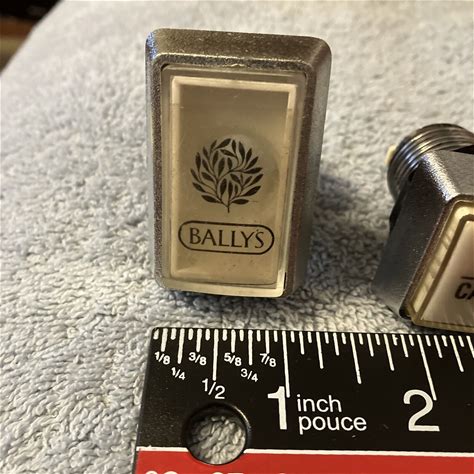 BALLY'S
C
1/8 3/8 5/8 7/8
1/4 3/4
1/2
1 inch 2
pouce